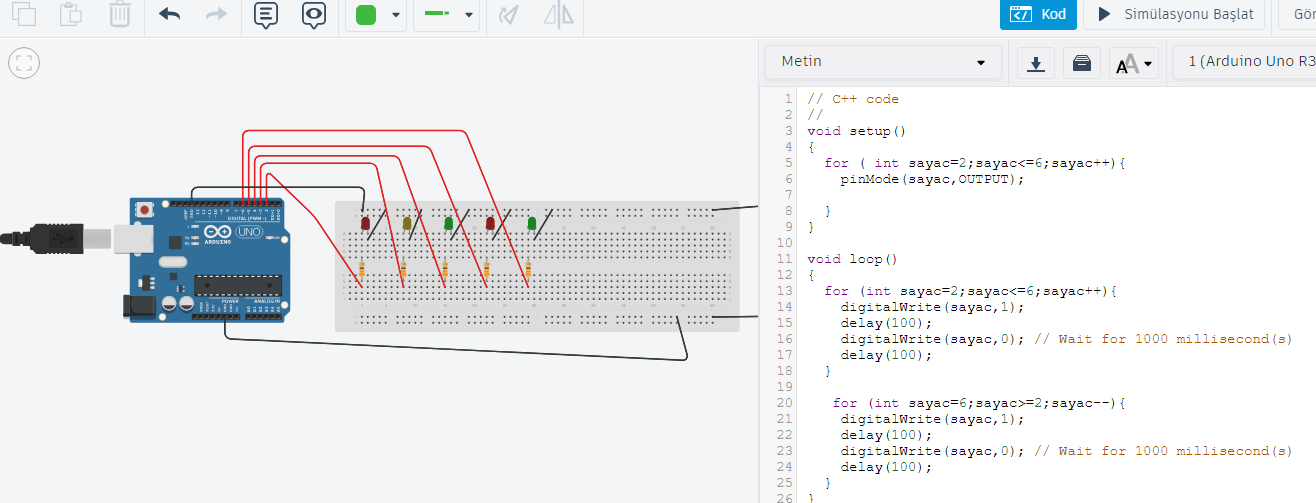 Kod
Simülasyonu Başlat
Gör
Metin
1 (Arduino Uno R3
DIGITAL (PWM~)
UNO
ARDUINO
POWER
ANALOG IN
1 // C++ code
2 //
3 void setup()
4 {
5 for ( int sayac=2;sayac<=6;sayac++){
6 pinMode(sayac,OUTPUT);
7
8 }
9 }
10
11 void loop()
12 {
13 for (int sayac=2;sayac<=6;sayac++){
14 digitalWrite(sayac,1);
15 delay(100);
16 digitalWrite(sayac,0); // Wait for 1000 millisecond(s)
17 delay(100);
18 }
19
20 for (int sayac=6;sayac>=2;sayac--){
21 digitalWrite(sayac,1);
22 delay(100);
23 digitalWrite(sayac,0); // Wait for 1000 millisecond(s)
24 delay(100);
25 }
26 }